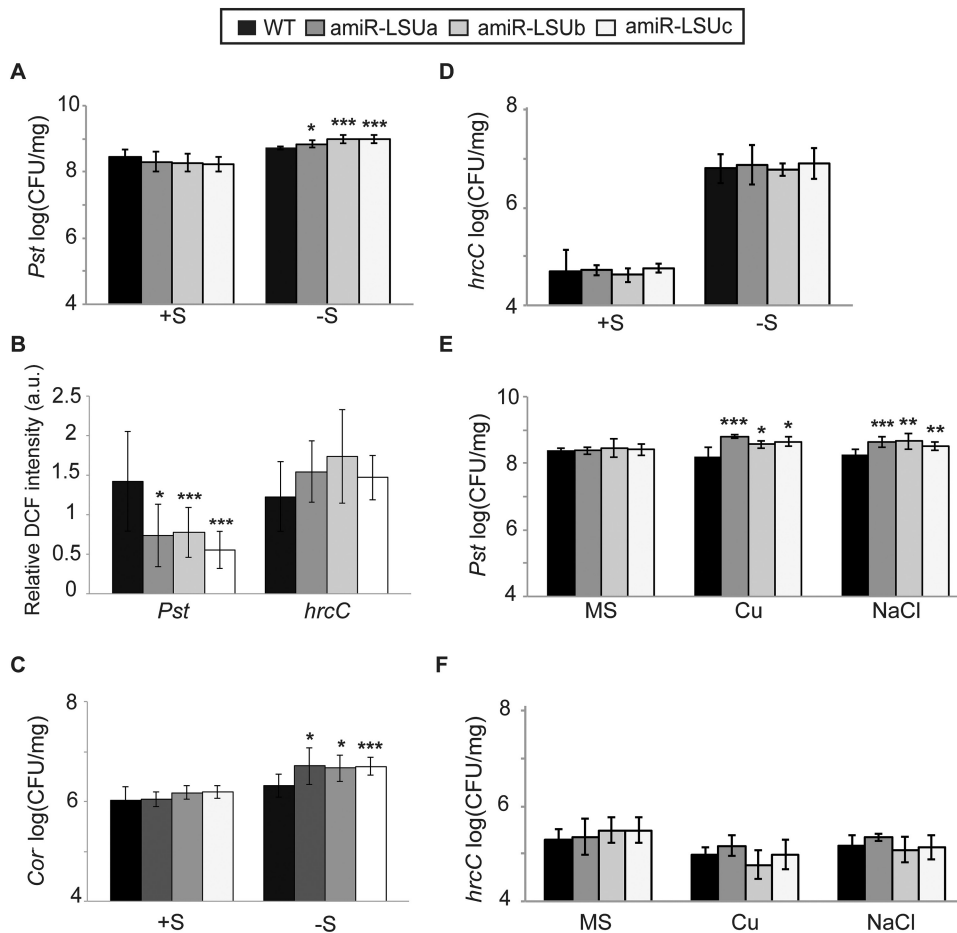 WT amiR-LSUa amiR-LSUb amiR-LSUc
A
Pst log(CFU/mg)
10
8
6
4
* *** ***
+S -S
D
hrcC log(CFU/mg)
8
6
4
+S -S
B
Relative DCF intensity (a.u.)
2.5
2
1.5
1
0.5
0
* *** ***
Pst hrcC
E
Pst log(CFU/mg)
10
8
6
4
*** * * *** ** **
MS Cu NaCl
C
Cor⁻ log(CFU/mg)
8
6
4
* * ***
+S -S
F
hrcC log(CFU/mg)
8
6
4
MS Cu NaCl